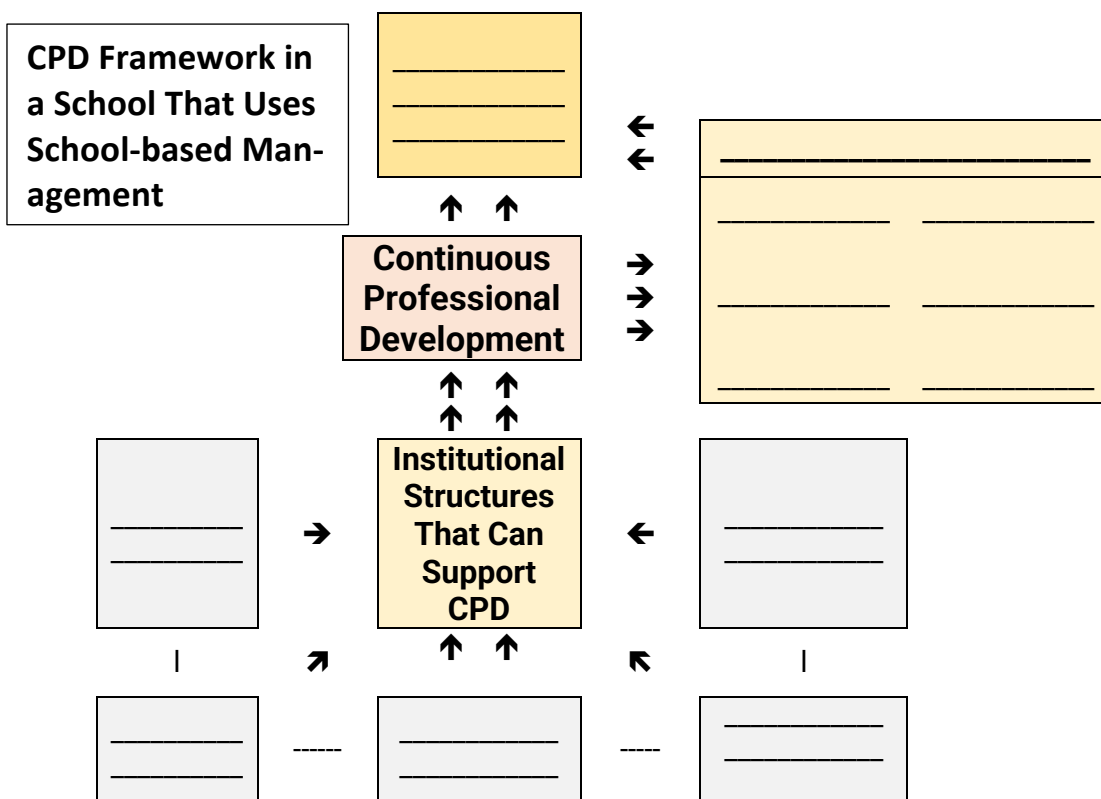 CPD Framework in
a School That Uses
School-based Man-
agement
Continuous
Professional
Development
Institutional
Structures
That Can
Support
CPD